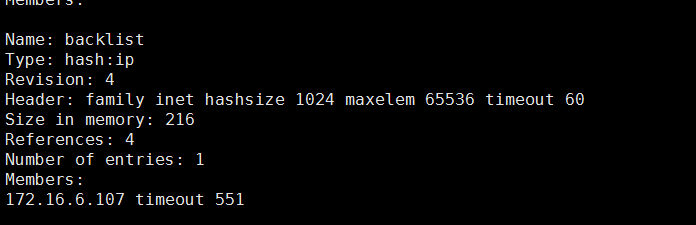 Members:
Name: backlist
Type: hash:ip
Revision: 4
Header: family inet hashsize 1024 maxelem 65536 timeout 60
Size in memory: 216
References: 4
Number of entries: 1
Members:
172.16.6.107 timeout 551